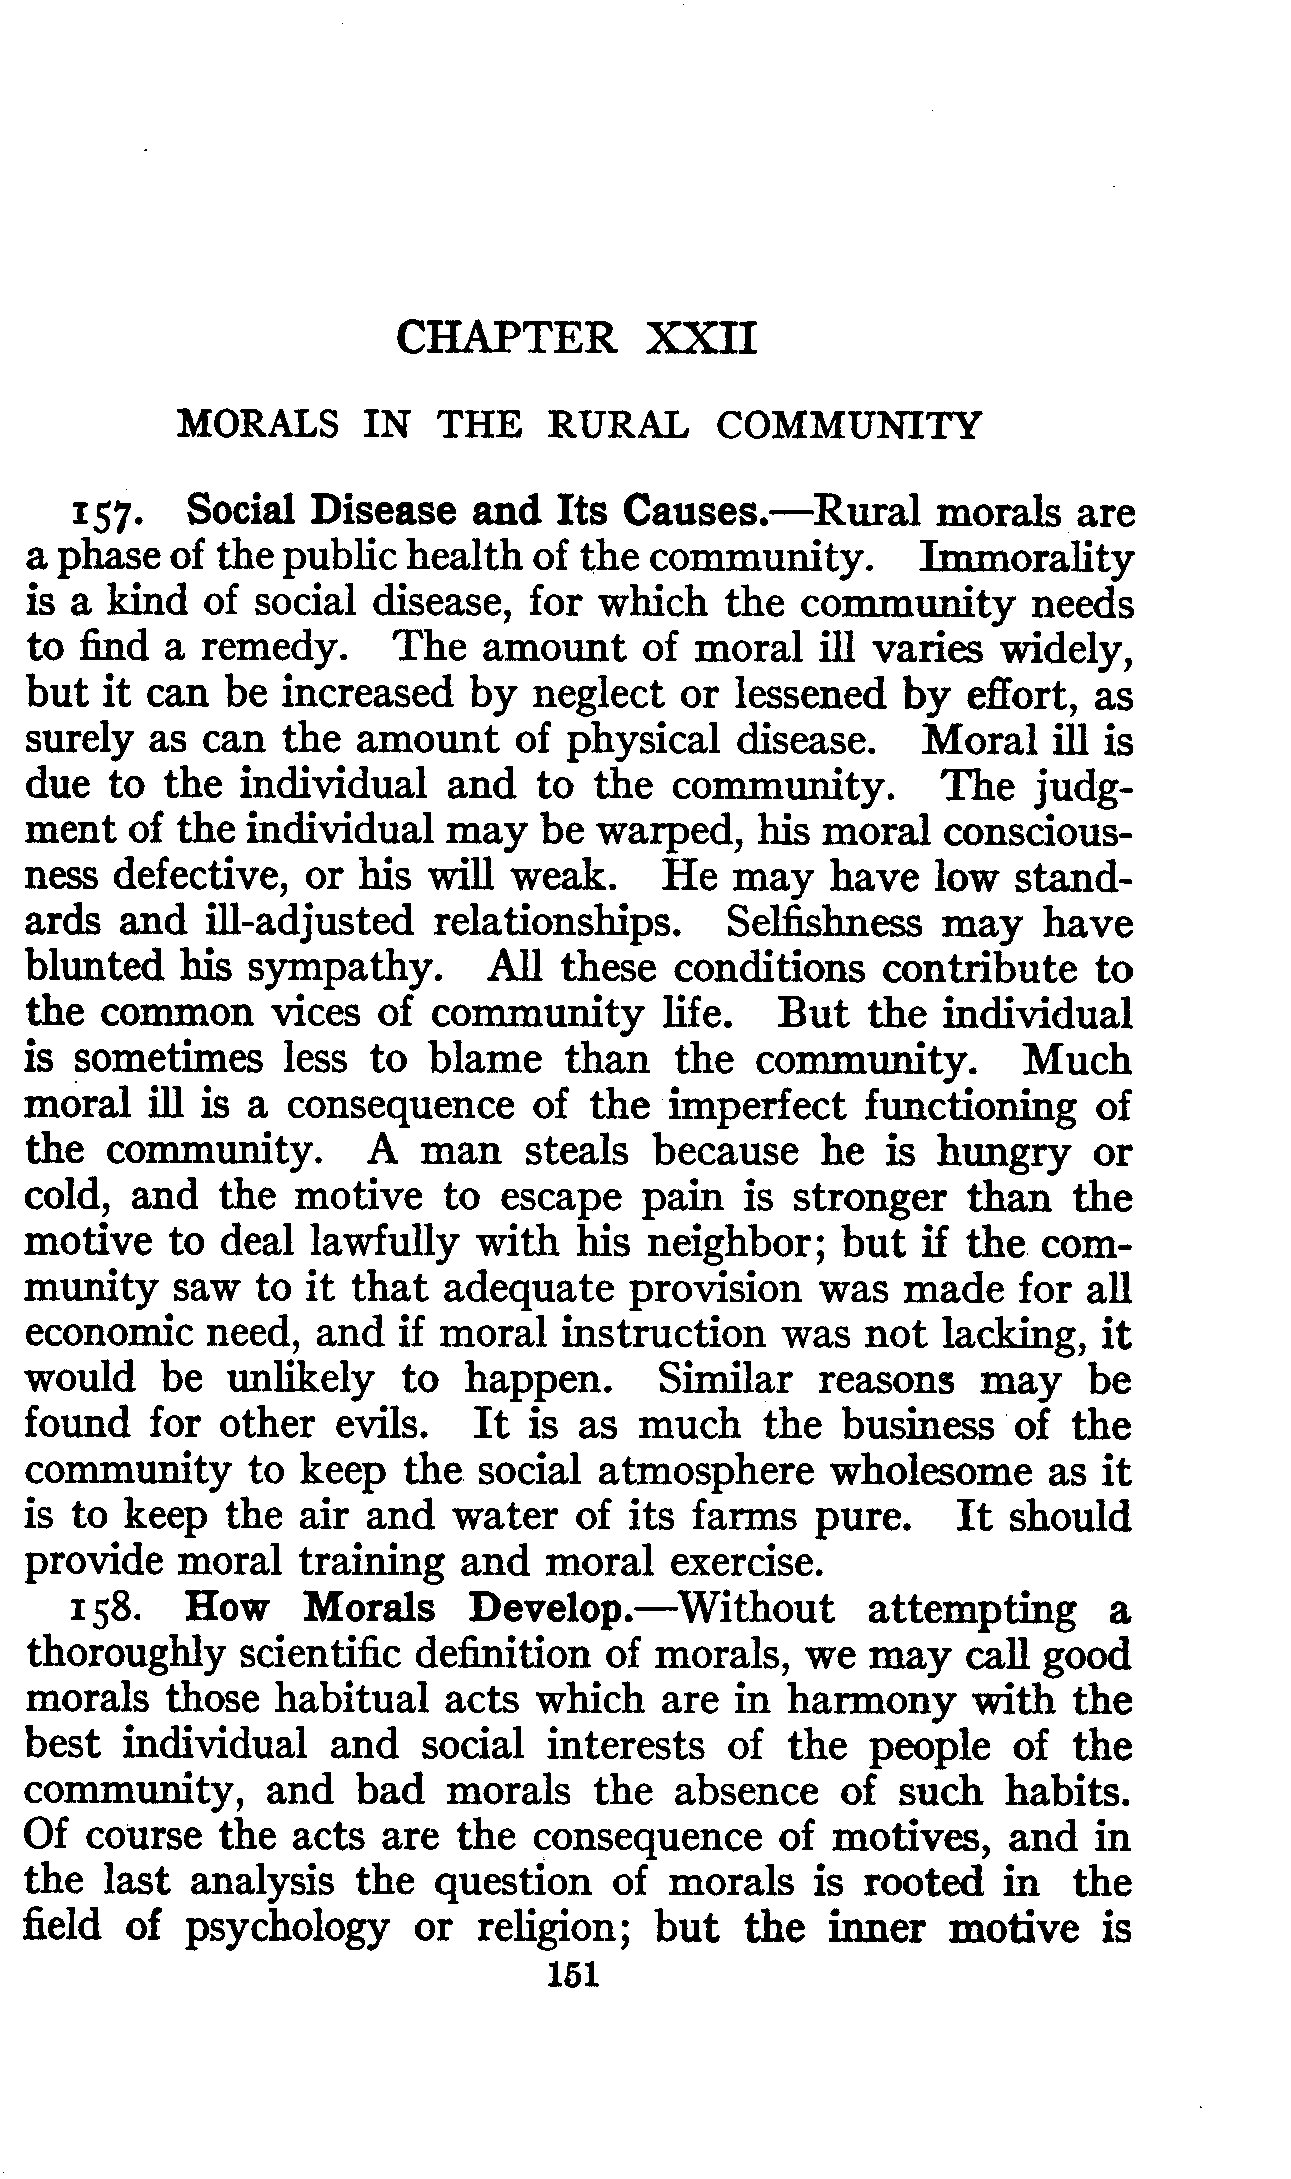 CHAPTER XXII
MORALS IN THE RURAL COMMUNITY
157. Social Disease and Its Causes.—Rural morals are
a phase of the public health of the community. Immorality
is a kind of social disease, for which the community needs
to find a remedy. The amount of moral ill varies widely,
but it can be increased by neglect or lessened by effort, as
surely as can the amount of physical disease. Moral ill is
due to the individual and to the community. The judg-
ment of the individual may be warped, his moral conscious-
ness defective, or his will weak. He may have low stand-
ards and ill-adjusted relationships. Selfishness may have
blunted his sympathy. All these conditions contribute to
the common vices of community life. But the individual
is sometimes less to blame than the community. Much
moral ill is a consequence of the imperfect functioning of
the community. A man steals because he is hungry or
cold, and the motive to escape pain is stronger than the
motive to deal lawfully with his neighbor; but if the com-
munity saw to it that adequate provision was made for all
economic need, and if moral instruction was not lacking, it
would be unlikely to happen. Similar reasons may be
found for other evils. It is as much the business of the
community to keep the social atmosphere wholesome as it
is to keep the air and water of its farms pure. It should
provide moral training and moral exercise.
158. How Morals Develop.—Without attempting a
thoroughly scientific definition of morals, we may call good
morals those habitual acts which are in harmony with the
best individual and social interests of the people of the
community, and bad morals the absence of such habits.
Of course the acts are the consequence of motives, and in
the last analysis the question of morals is rooted in the
field of psychology or religion; but the inner motive is
151